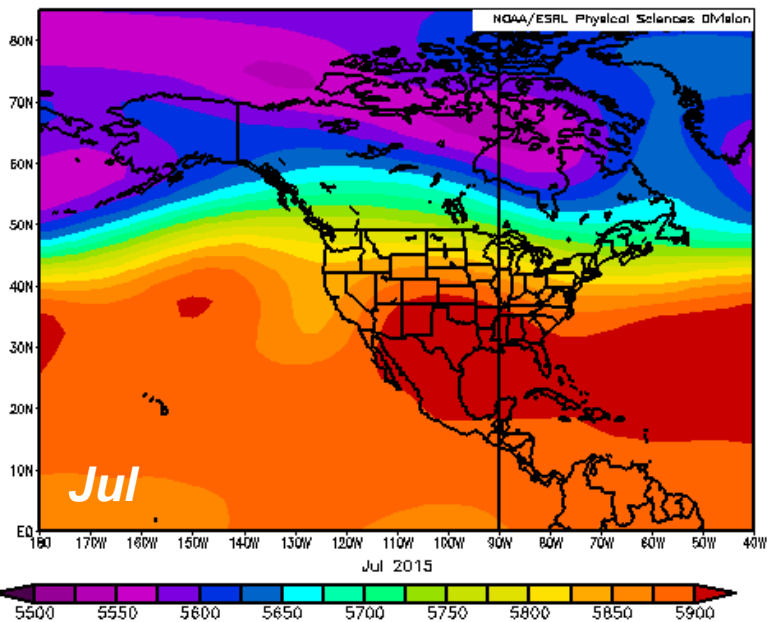 NOAA/ESRL Physical Sciences Division
80N
70N
60N
50N
40N
30N
20N
10N
EQ
Jul
180 170W 160W 150W 140W 130W 120W 110W 100W 90W 80W 70W 60W 50W 40W
Jul 2015
5500 5550 5600 5650 5700 5750 5800 5850 5900